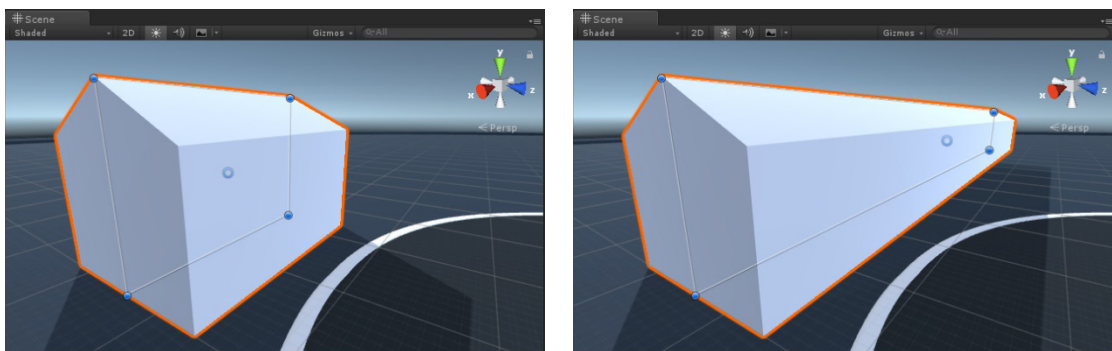 Scene
Shaded 2D Gizmos All
y
x z
Persp
Scene
Shaded 2D Gizmos All
y
x z
Persp